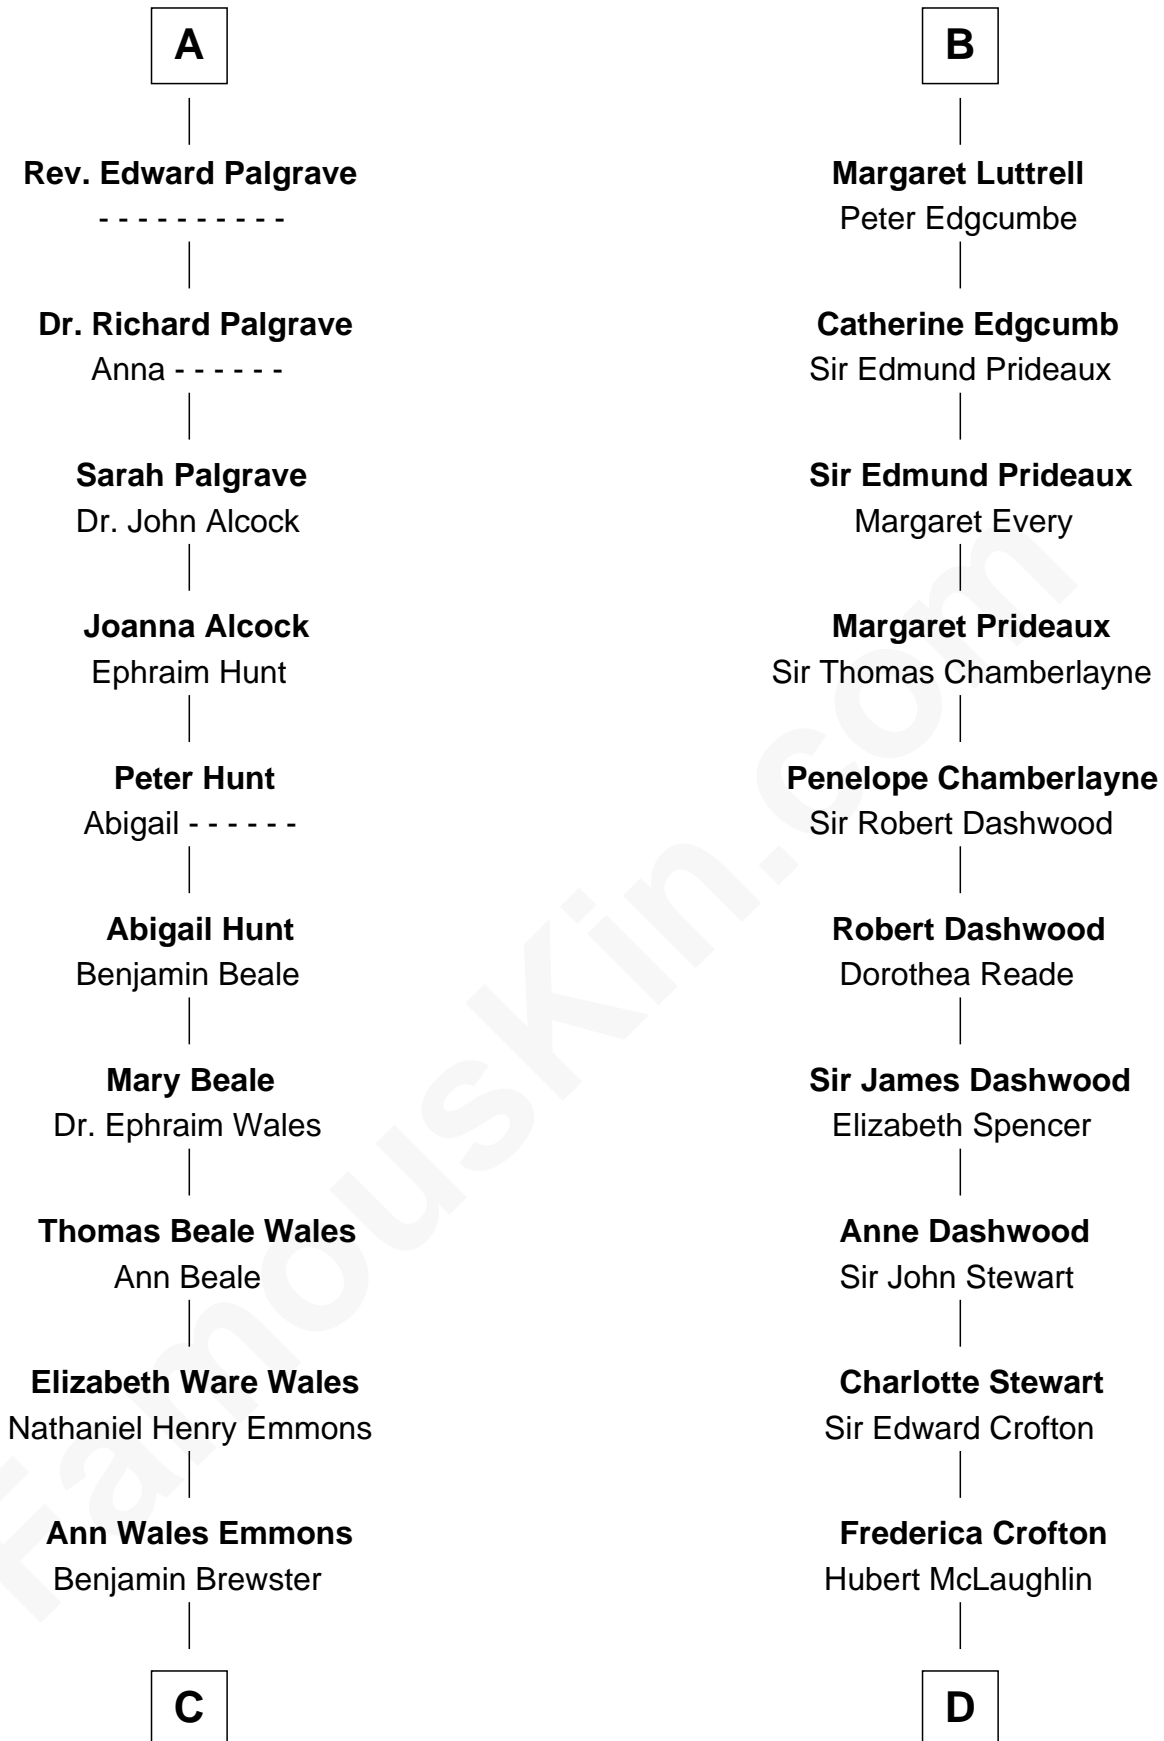 A
Rev. Edward Palgrave
- - - - - - - - - -
Dr. Richard Palgrave
Anna - - - - - -
Sarah Palgrave
Dr. John Alcock
Joanna Alcock
Ephraim Hunt
Peter Hunt
Abigail - - - - - -
Abigail Hunt
Benjamin Beale
Mary Beale
Dr. Ephraim Wales
Thomas Beale Wales
Ann Beale
Elizabeth Ware Wales
Nathaniel Henry Emmons
Ann Wales Emmons
Benjamin Brewster
C
B
Margaret Luttrell
Peter Edgcumbe
Catherine Edgcumb
Sir Edmund Prideaux
Sir Edmund Prideaux
Margaret Every
Margaret Prideaux
Sir Thomas Chamberlayne
Penelope Chamberlayne
Sir Robert Dashwood
Robert Dashwood
Dorothea Reade
Sir James Dashwood
Elizabeth Spencer
Anne Dashwood
Sir John Stewart
Charlotte Stewart
Sir Edward Crofton
Frederica Crofton
Hubert McLaughlin
D
FamousKin.com